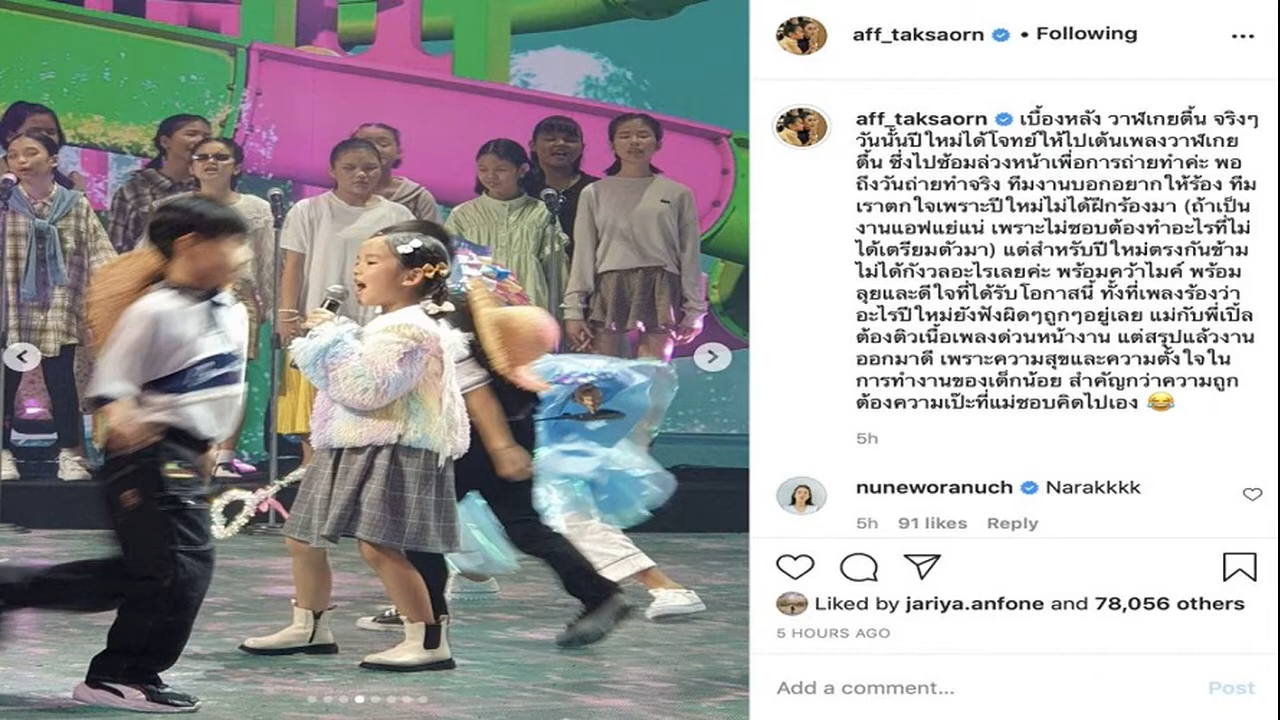 aff_taksaorn • Following
aff_taksaorn เบื้องหลัง วาฬเกยตื้น จริงๆ
วันนั้นปีใหม่ได้โจทย์ให้ไปเต้นเพลงวาฬเกย
ตื้น ซึ่งไปซ้อมล่วงหน้าเพื่อการถ่ายทำค่ะ พอ
ถึงวันถ่ายทำจริง ทีมงานบอกอยากให้ร้อง ทีม
เราตกใจเพราะปีใหม่ไม่ได้ฝึกร้องมา (ถ้าเป็น
งานแอฟแย่แน่ เพราะไม่ชอบต้องทำอะไรที่ไม่
ได้เตรียมตัวมา) แต่สำหรับปีใหม่ตรงกันข้าม
ไม่ได้กังวลอะไรเลยค่ะ พร้อมคว้าไมค์ พร้อม
ลุยและดีใจที่ได้รับโอกาสนี้ ทั้งที่เพลงร้องว่า
อะไรปีใหม่ยังฟังผิดๆถูกๆอยู่เลย แม่กับพี่เปิ้ล
ต้องติวเนื้อเพลงด่วนหน้างาน แต่สรุปแล้วงาน
ออกมาดี เพราะความสุขและความตั้งใจใน
การทำงานของเด็กน้อย สำคัญกว่าความถูก
ต้องความเป๊ะที่แม่ชอบคิดไปเอง 😂
5h
nuneworanuch Narakkkk
5h 91 likes Reply
Liked by jariya.anfone and 78,056 others
5 HOURS AGO
Add a comment... Post